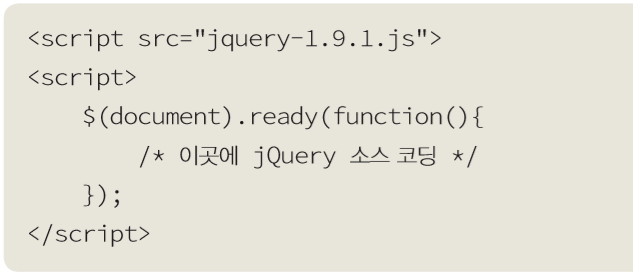 <script src="jquery-1.9.1.js">
<script>
    $(document).ready(function(){
        /* 이곳에 jQuery 소스 코딩 */
    });
</script>